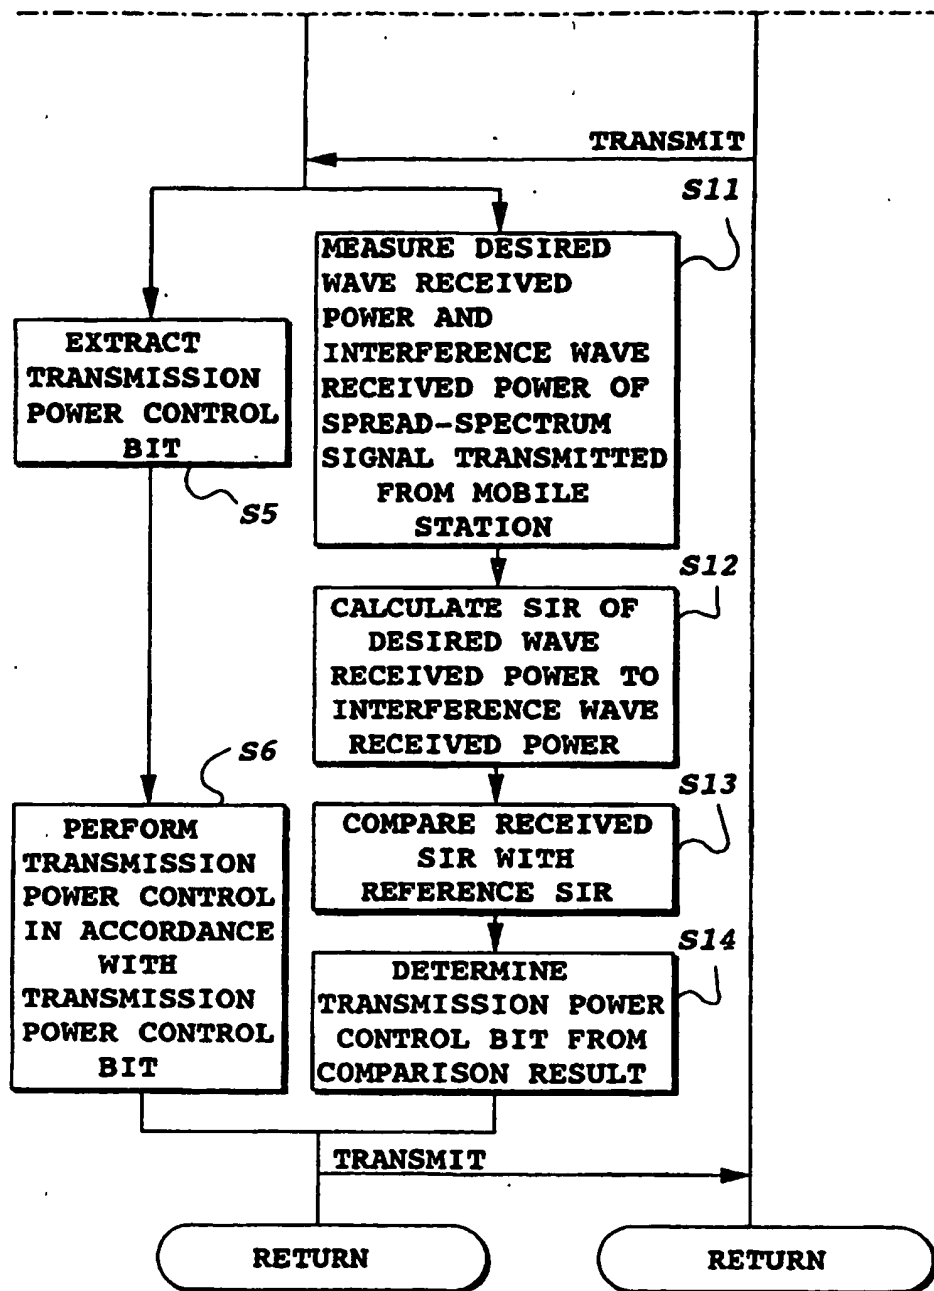 TRANSMIT
S11
MEASURE DESIRED
WAVE RECEIVED
POWER AND
INTERFERENCE WAVE
RECEIVED POWER OF
SPREAD-SPECTRUM
SIGNAL TRANSMITTED
FROM MOBILE
STATION
EXTRACT
TRANSMISSION
POWER CONTROL
BIT
S5
S12
CALCULATE SIR OF
DESIRED WAVE
RECEIVED POWER TO
INTERFERENCE WAVE
RECEIVED POWER
S6
PERFORM
TRANSMISSION
POWER CONTROL
IN ACCORDANCE
WITH
TRANSMISSION
POWER CONTROL
BIT
S13
COMPARE RECEIVED
SIR WITH
REFERENCE SIR
S14
DETERMINE
TRANSMISSION POWER
CONTROL BIT FROM
COMPARISON RESULT
TRANSMIT
RETURN
RETURN